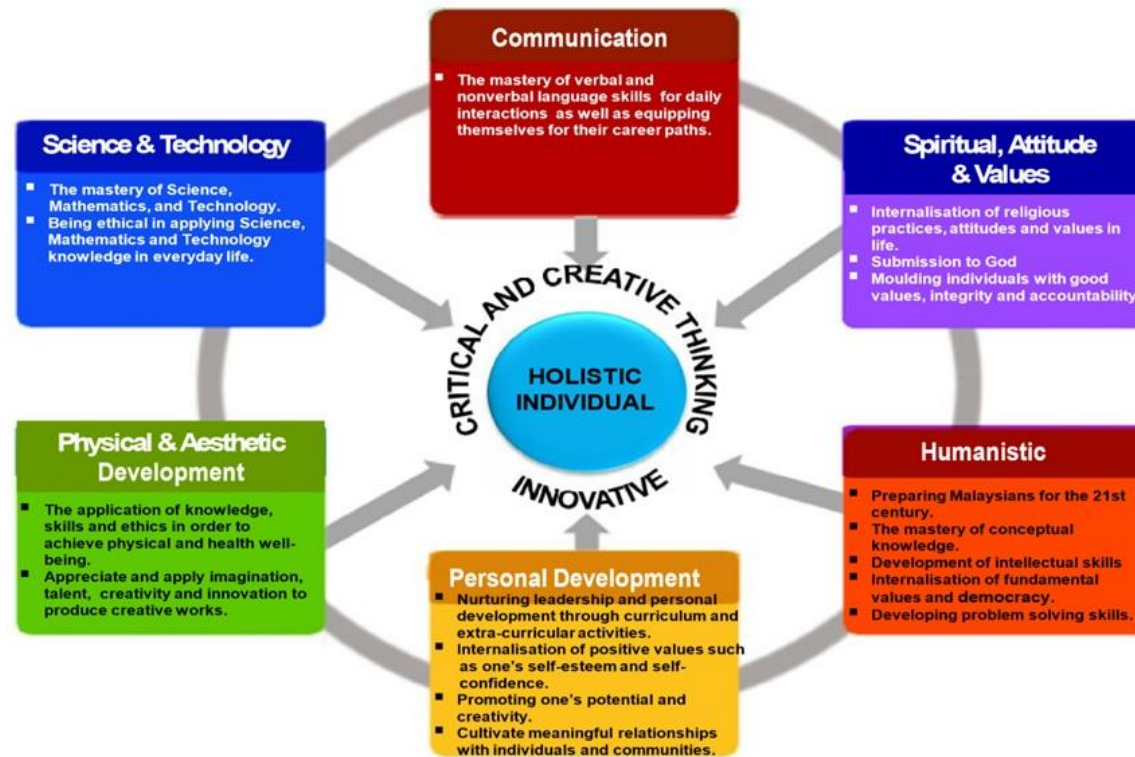 Communication
▪ The mastery of verbal and
nonverbal language skills for daily
interactions as well as equipping
themselves for their career paths.
Science & Technology
▪ The mastery of Science,
Mathematics, and Technology.
▪ Being ethical in applying Science,
Mathematics and Technology
knowledge in everyday life.
Spiritual, Attitude
& Values
▪ Internalisation of religious
practices, attitudes and values in
life.
▪ Submission to God
▪ Moulding individuals with good
values, integrity and accountability
CRITICAL AND CREATIVE THINKING
HOLISTIC
INDIVIDUAL
INNOVATIVE
Physical & Aesthetic
Development
▪ The application of knowledge,
skills and ethics in order to
achieve physical and health well-
being.
▪ Appreciate and apply imagination,
talent, creativity and innovation to
produce creative works.
Humanistic
▪ Preparing Malaysians for the 21st
century.
▪ The mastery of conceptual
knowledge.
▪ Development of intellectual skills
▪ Internalisation of fundamental
values and democracy.
▪ Developing problem solving skills.
Personal Development
▪ Nurturing leadership and personal
development through curriculum and
extra-curricular activities.
▪ Internalisation of positive values such
as one's self-esteem and self-
confidence.
▪ Promoting one's potential and
creativity.
▪ Cultivate meaningful relationships
with individuals and communities.